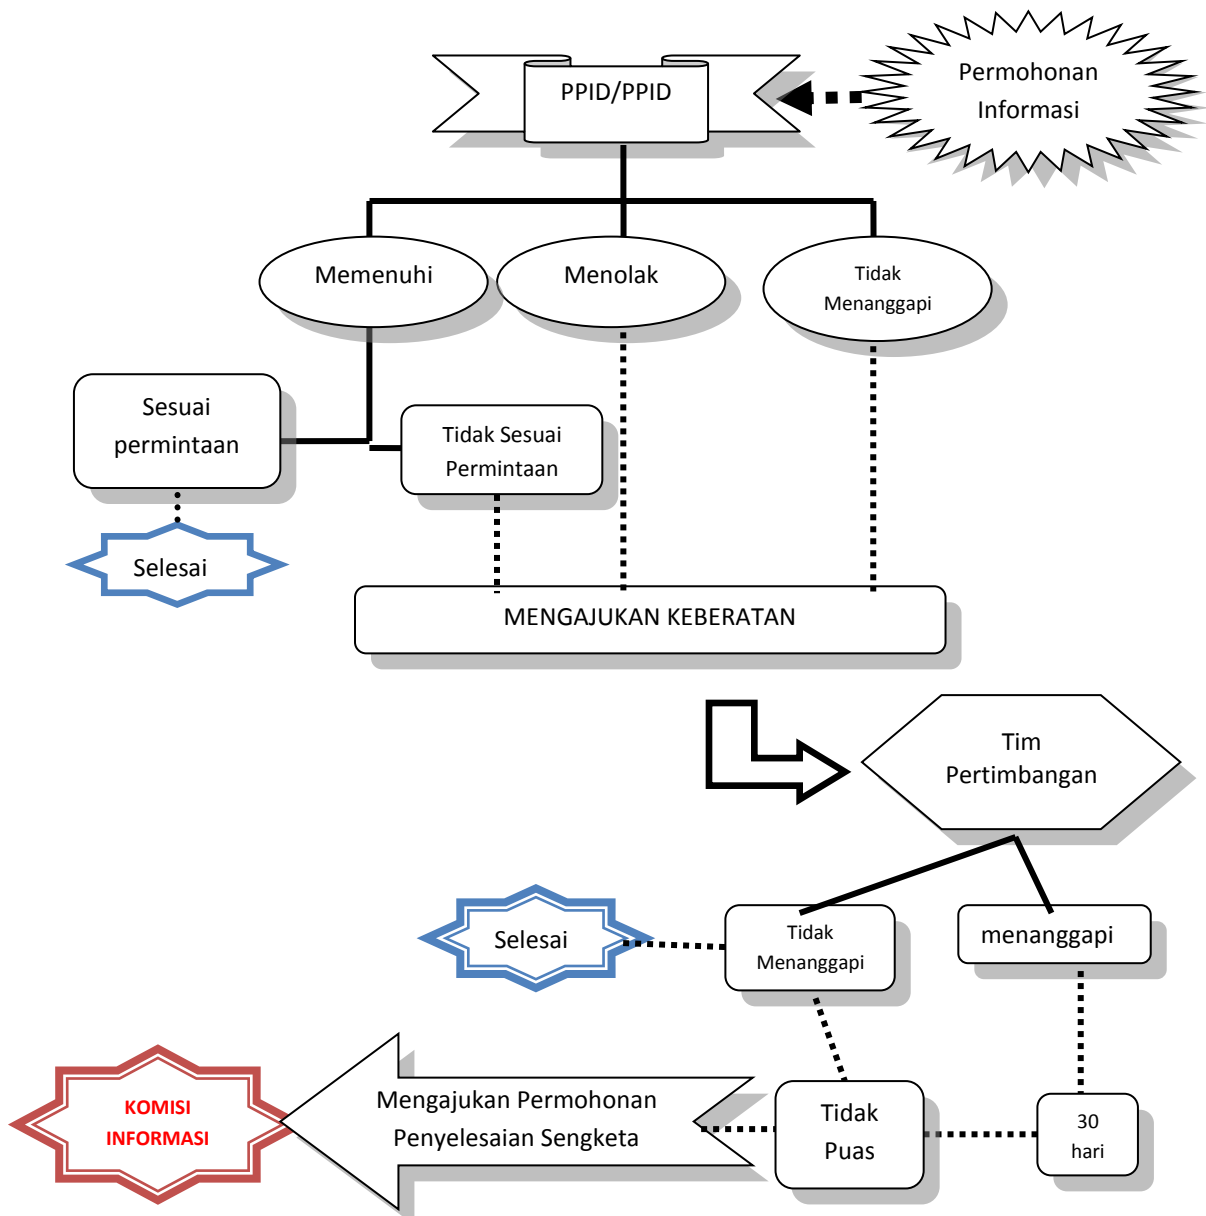 PPID/PPID
Permohonan
Informasi
Memenuhi
Menolak
Tidak
Menanggapi
Sesuai
permintaan
Tidak Sesuai
Permintaan
Selesai
MENGAJUKAN KEBERATAN
Tim
Pertimbangan
Selesai
Tidak
Menanggapi
menanggapi
KOMISI
INFORMASI
Mengajukan Permohonan
Penyelesaian Sengketa
Tidak
Puas
30
hari